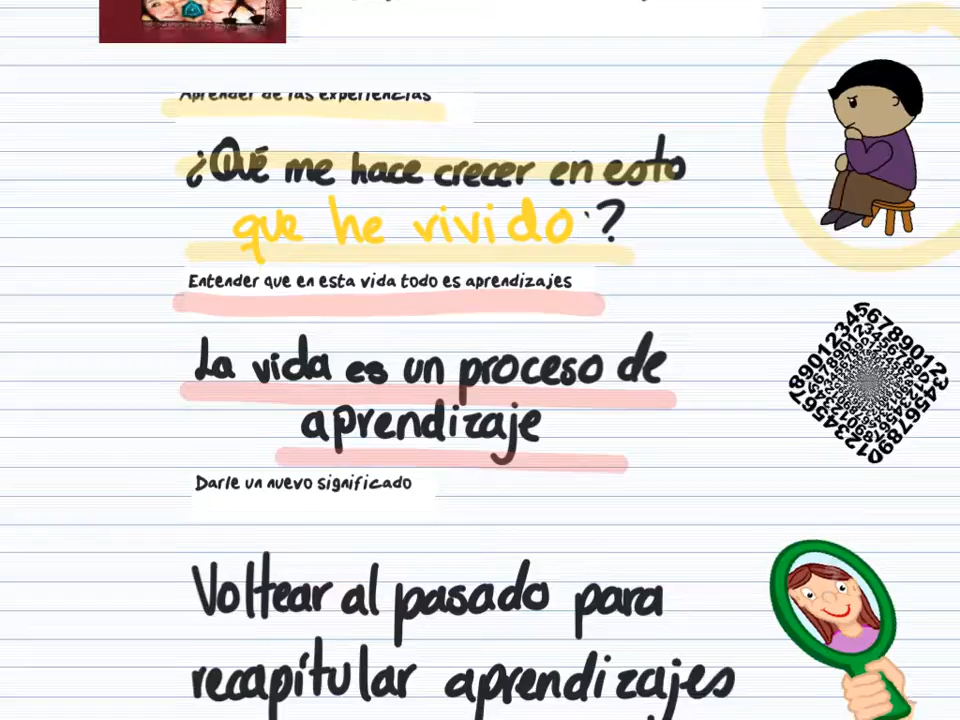 Aprender de las experiencias
¿Qué me hace crecer en esto
que he vivido?
Entender que en esta vida todo es aprendizajes
La vida es un proceso de
aprendizaje
Darle un nuevo significado
Voltear al pasado para
recapítular aprendizajes